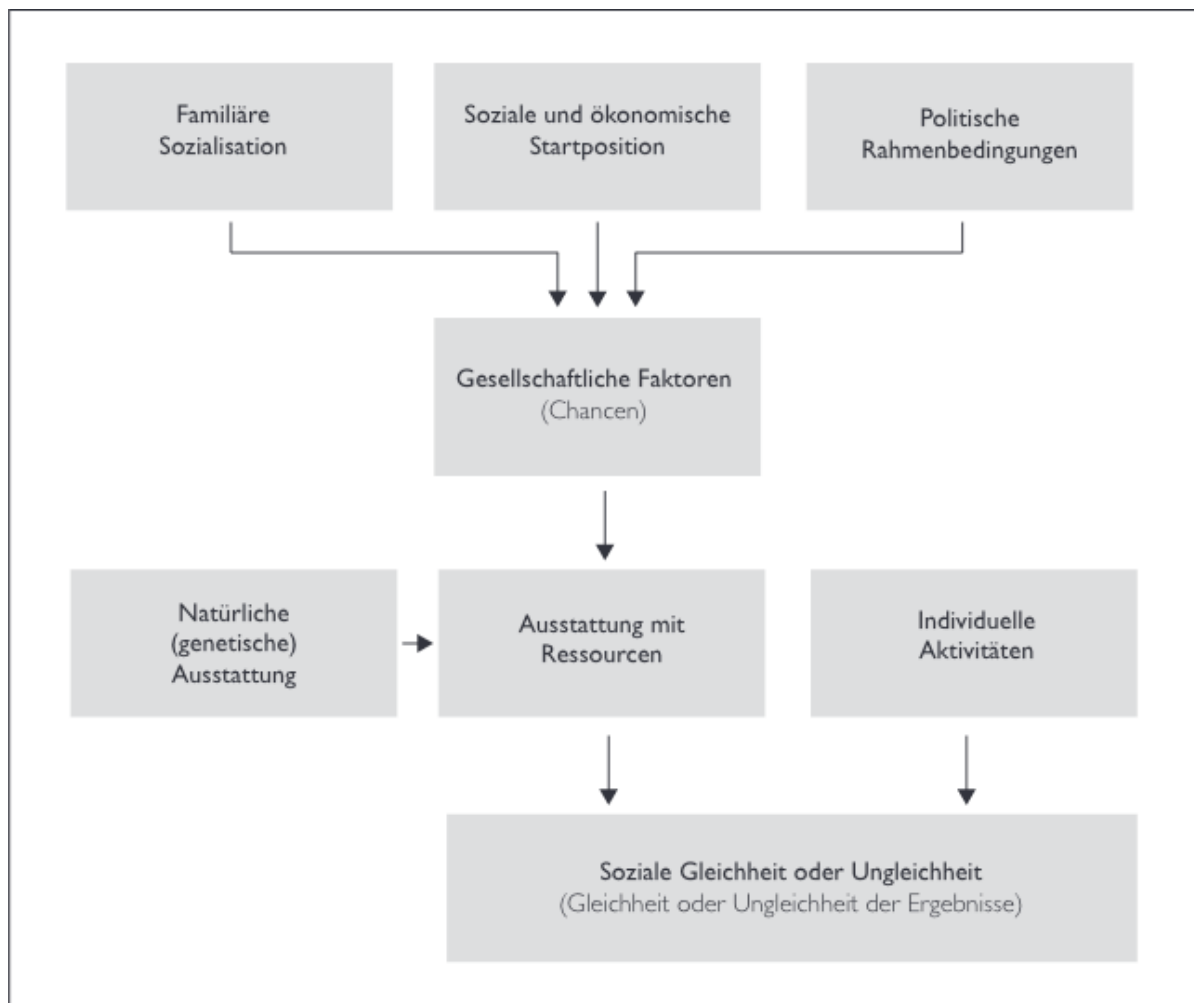 Familiäre
Sozialisation
Soziale und ökonomische
Startposition
Politische
Rahmenbedingungen
Gesellschaftliche Faktoren
(Chancen)
Natürliche
(genetische)
Ausstattung
Ausstattung mit
Ressourcen
Individuelle
Aktivitäten
Soziale Gleichheit oder Ungleichheit
(Gleichheit oder Ungleichheit der Ergebnisse)